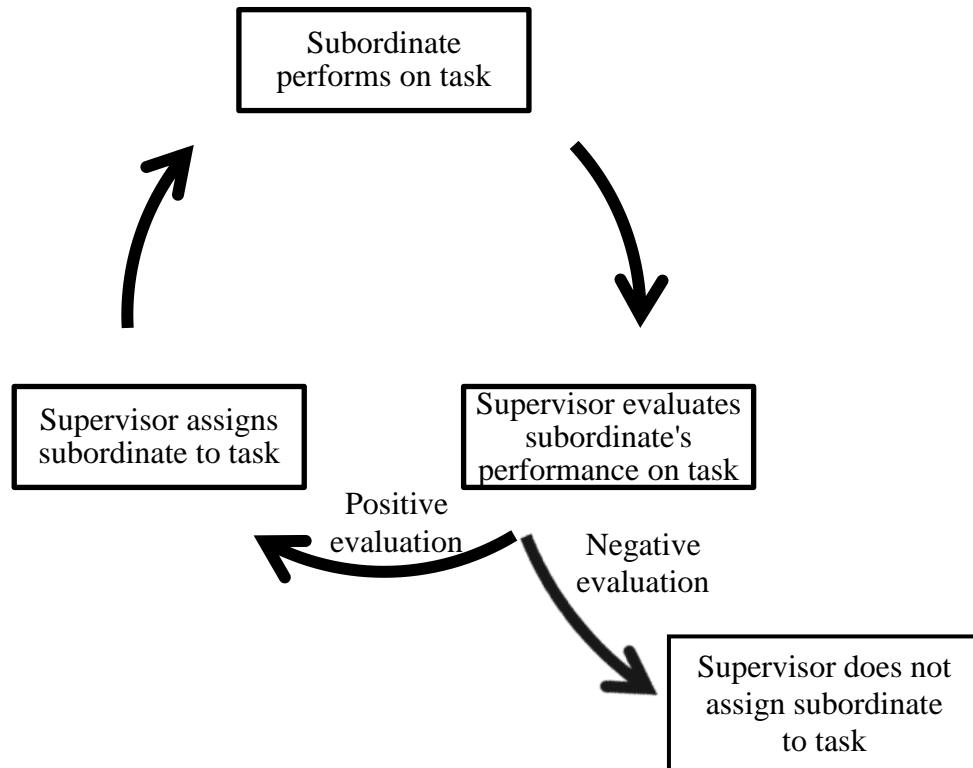 Subordinate
performs on task
Supervisor assigns
subordinate to task
Supervisor evaluates
subordinate's
performance on task
Positive
evaluation
Negative
evaluation
Supervisor does not
assign subordinate
to task